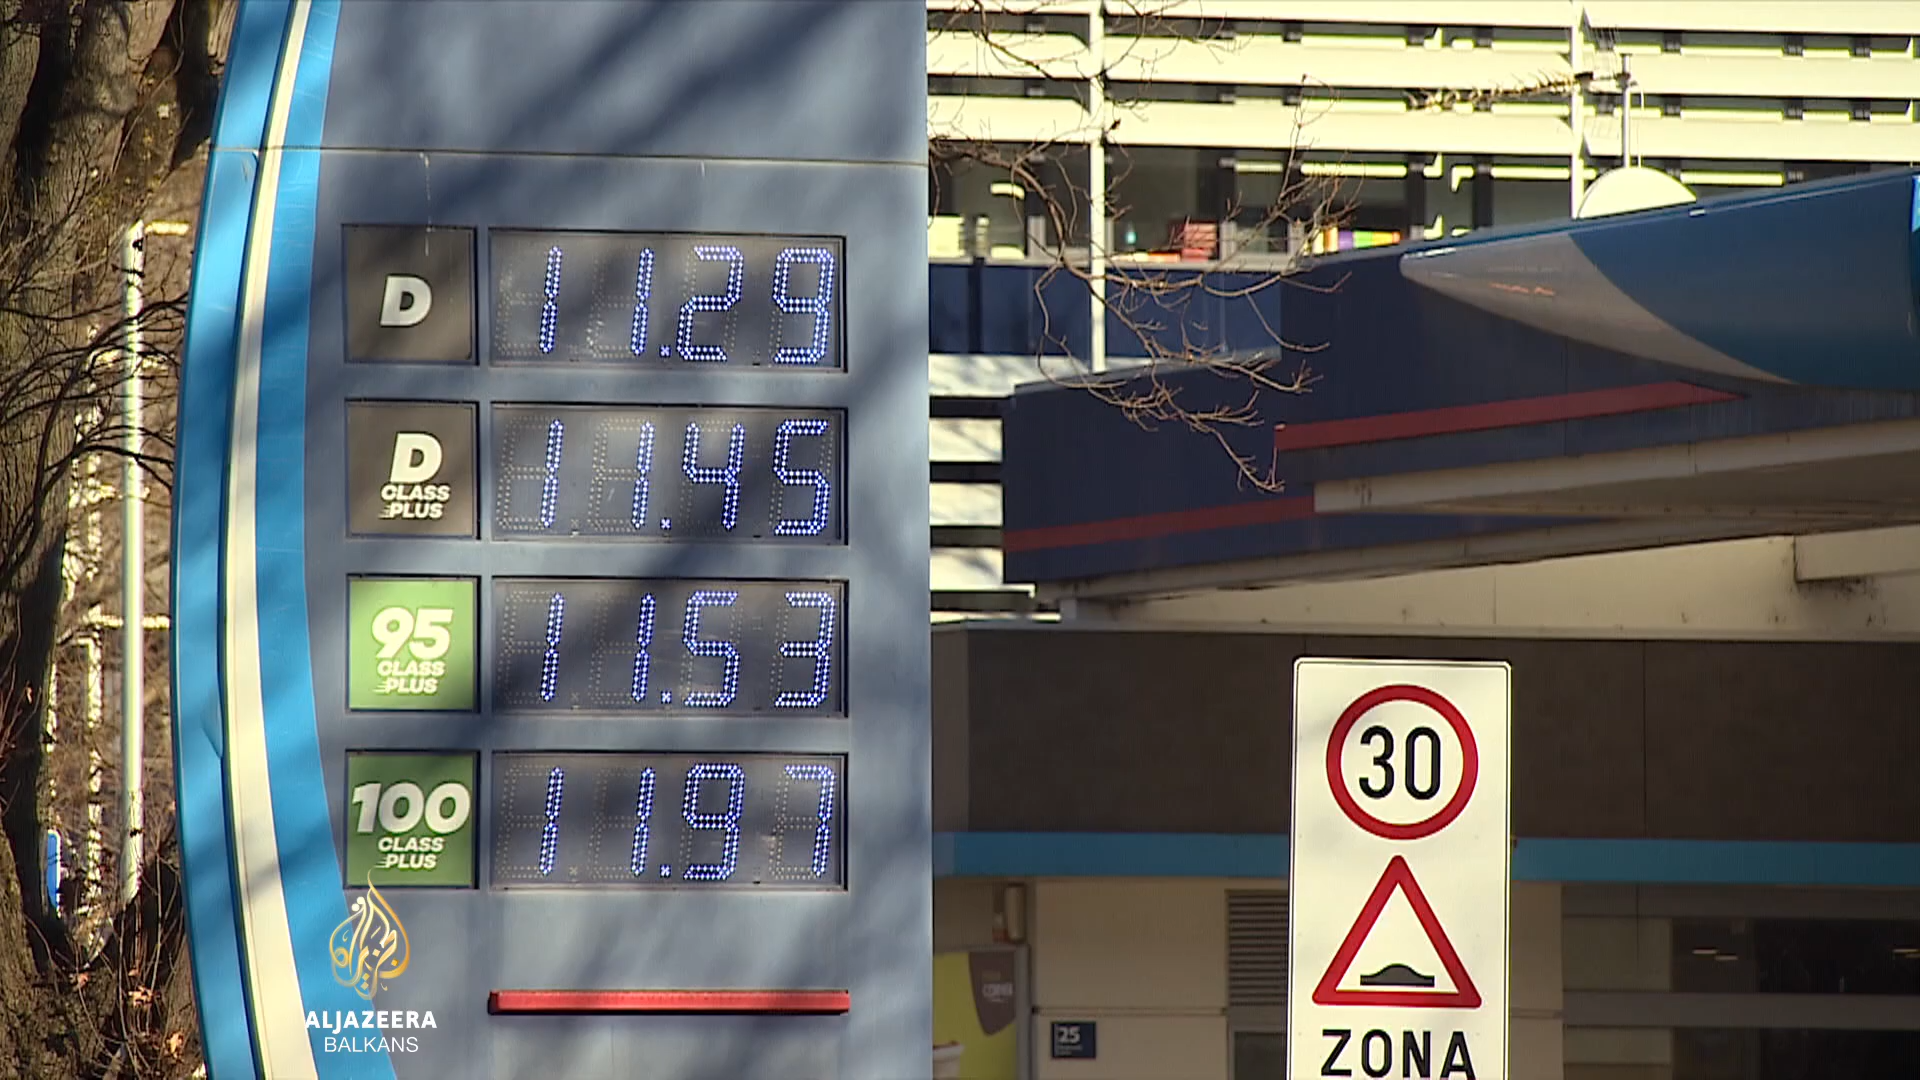 D
11.29
D
CLASS
PLUS
11.45
95
CLASS
PLUS
11.53
100
CLASS
PLUS
11.97
30
ZONA
25
ALJAZEERA
BALKANS